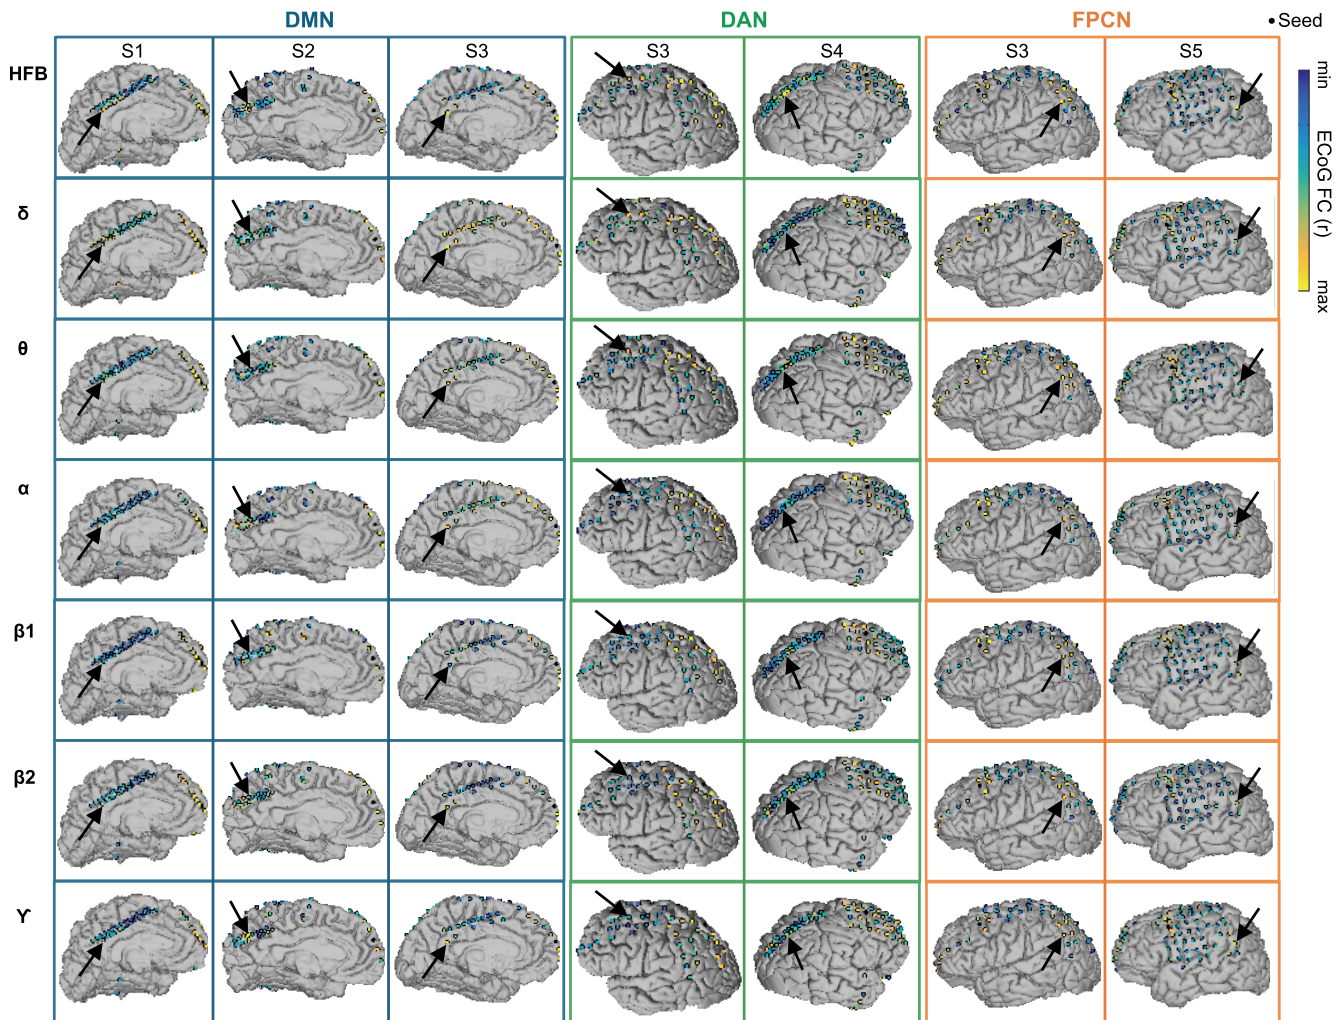 DMN DAN FPCN •Seed
S1 S2 S3 S3 S4 S3 S5
HFB
δ
θ
α
β1
β2
ϒ
min
ECoG FC (r)
max